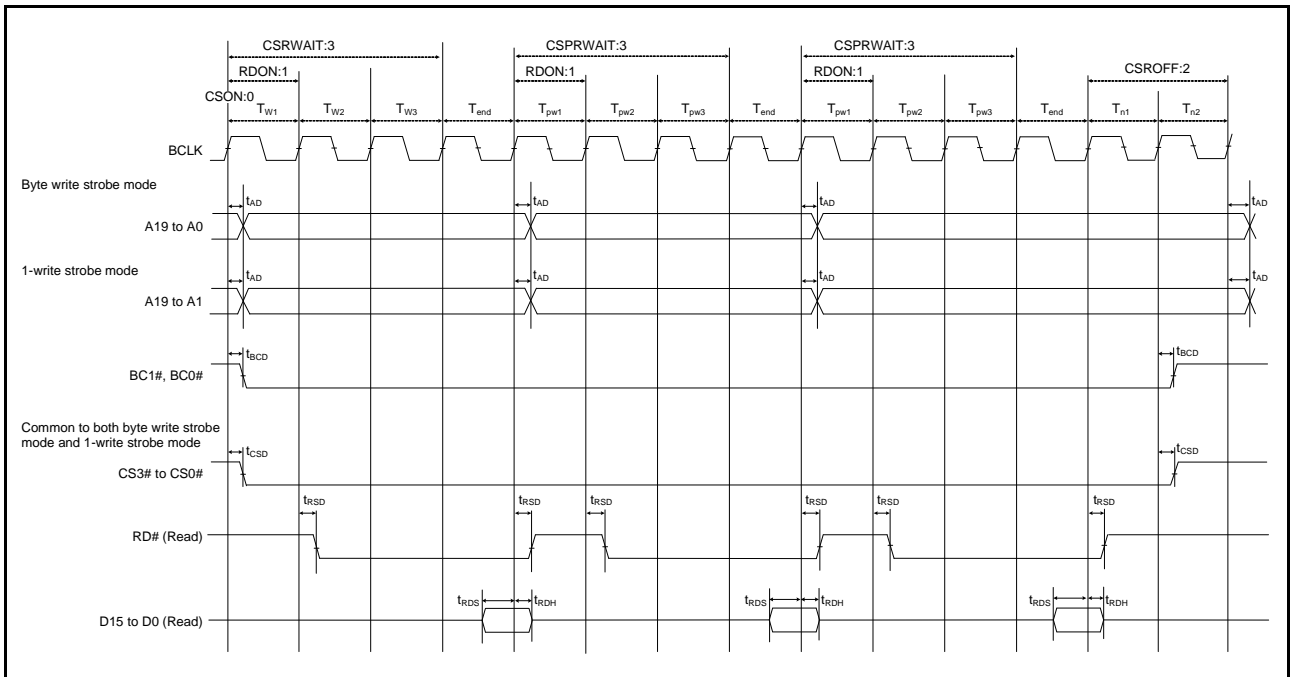 CSRWAIT:3 CSPRWAIT:3 CSPRWAIT:3
RDON:1 RDON:1 RDON:1 CSROFF:2
CSON:0
TW1 TW2 TW3 Tend Tpw1 Tpw2 Tpw3 Tend Tpw1 Tpw2 Tpw3 Tend Tn1 Tn2
BCLK
Byte write strobe mode
tAD tAD tAD tAD
A19 to A0
1-write strobe mode
tAD tAD tAD tAD
A19 to A1
tBCD tBCD
BC1#, BC0#
Common to both byte write strobe
mode and 1-write strobe mode
tCSD tCSD
CS3# to CS0#
tRSD tRSD tRSD tRSD tRSD tRSD
RD# (Read)
tRDS tRDH tRDS tRDH tRDS tRDH
D15 to D0 (Read)